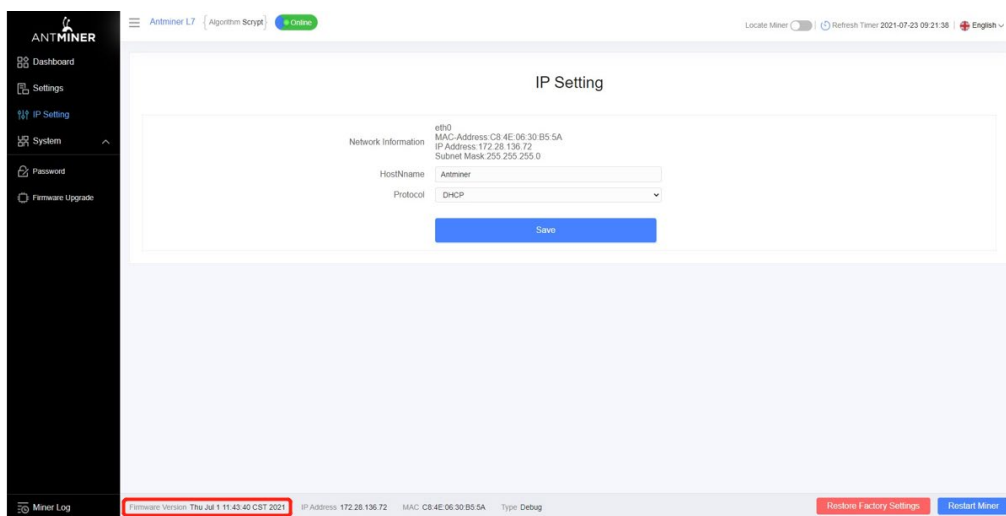 ANTMINER
Antminer L7 { Algorithm Scrypt } Online
Locate Miner Refresh Timer 2021-07-23 09:21:38 English
Dashboard
Settings
IP Setting
System
Password
Firmware Upgrade
IP Setting
Network Information
eth0
MAC-Address:C8:4E:06:30:B5:5A
IP Address:172.28.136.72
Subnet Mask:255.255.255.0
HostNname Antminer
Protocol DHCP
Save
Miner Log
Firmware Version Thu Jul 1 11:43:40 CST 2021 IP Address 172.28.136.72 MAC C8:4E:06:30:B5:5A Type Debug
Restore Factory Settings Restart Miner